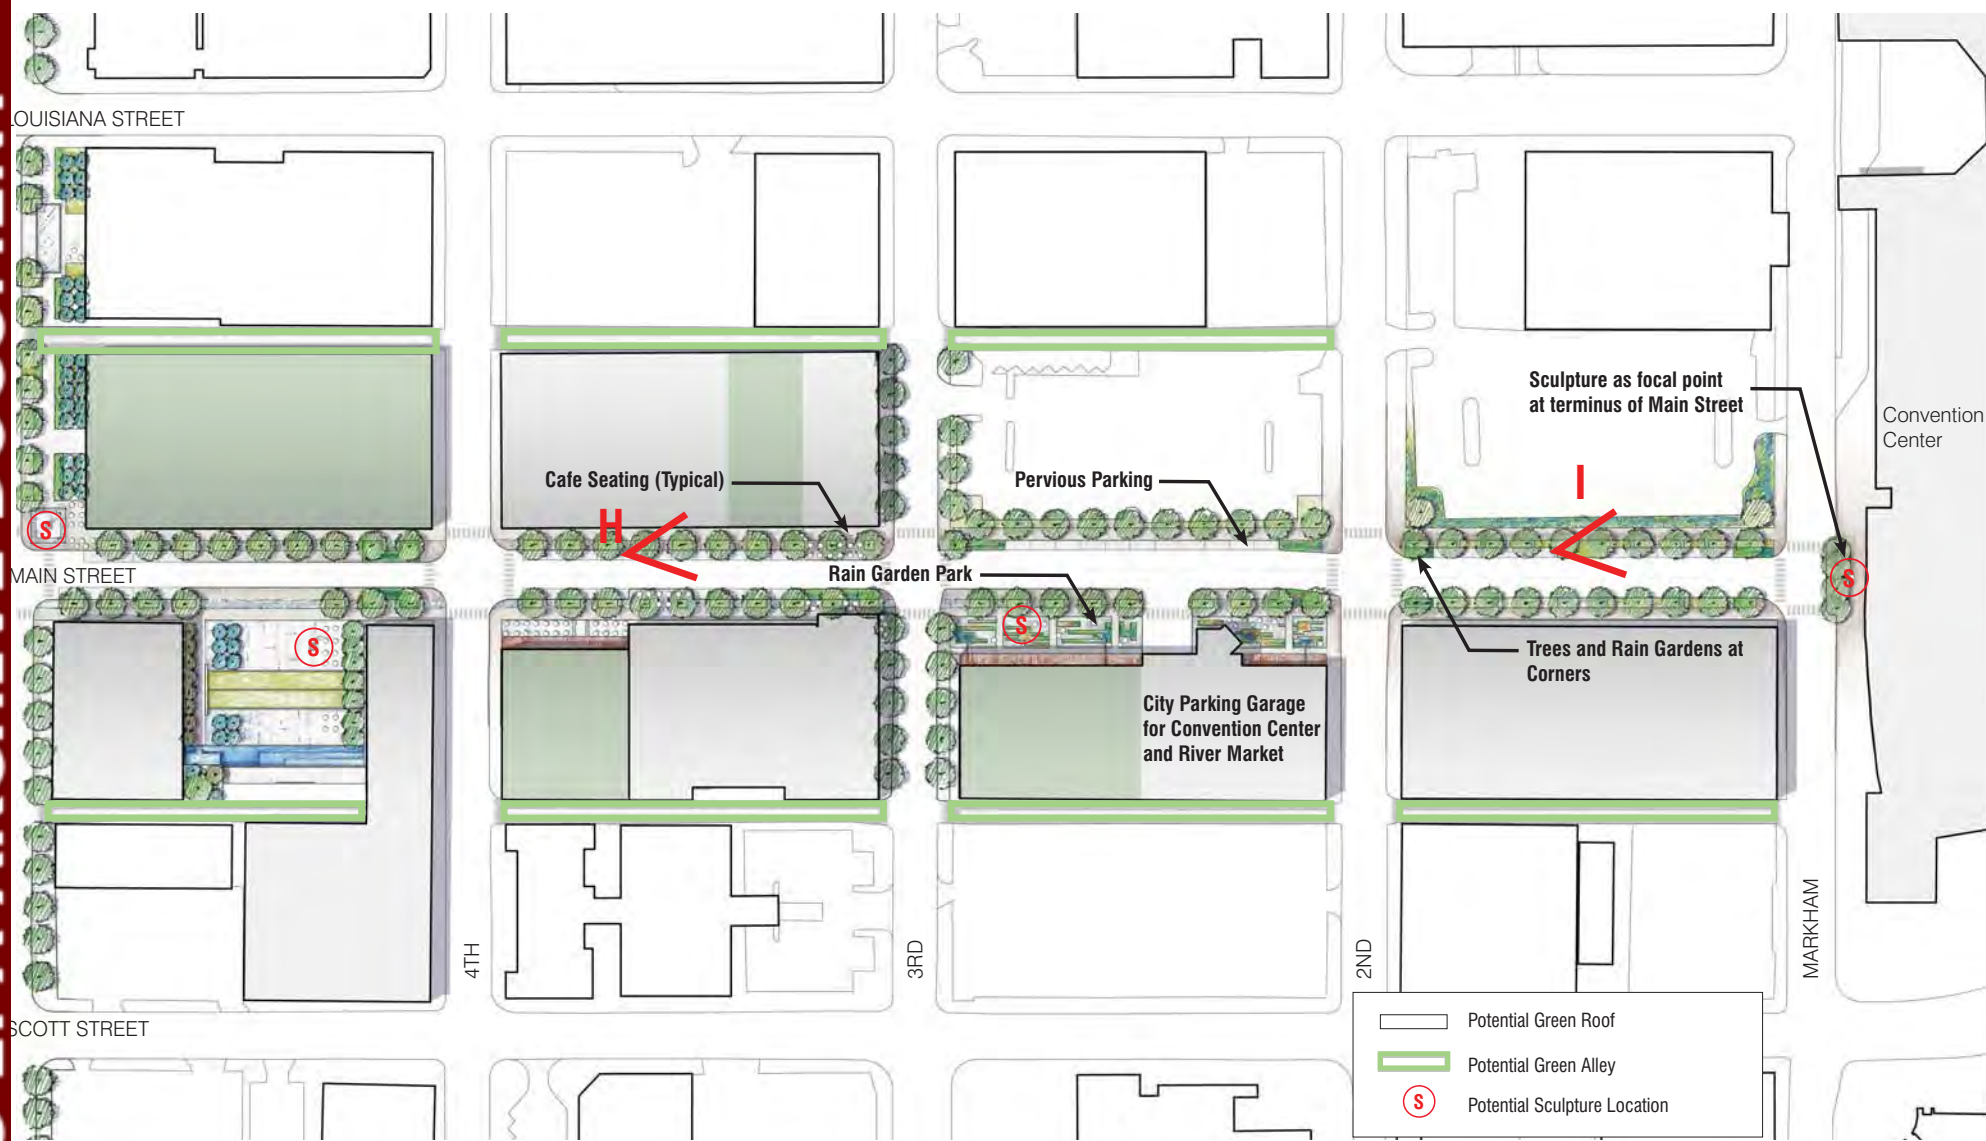 LOUISIANA STREET
Sculpture as focal point
at terminus of Main Street
Convention
Center
Cafe Seating (Typical)
Pervious Parking
H
I
S
MAIN STREET
Rain Garden Park
S
S
S
Trees and Rain Gardens at
Corners
City Parking Garage
for Convention Center
and River Market
4TH
3RD
2ND
MARKHAM
SCOTT STREET
Potential Green Roof
Potential Green Alley
S Potential Sculpture Location